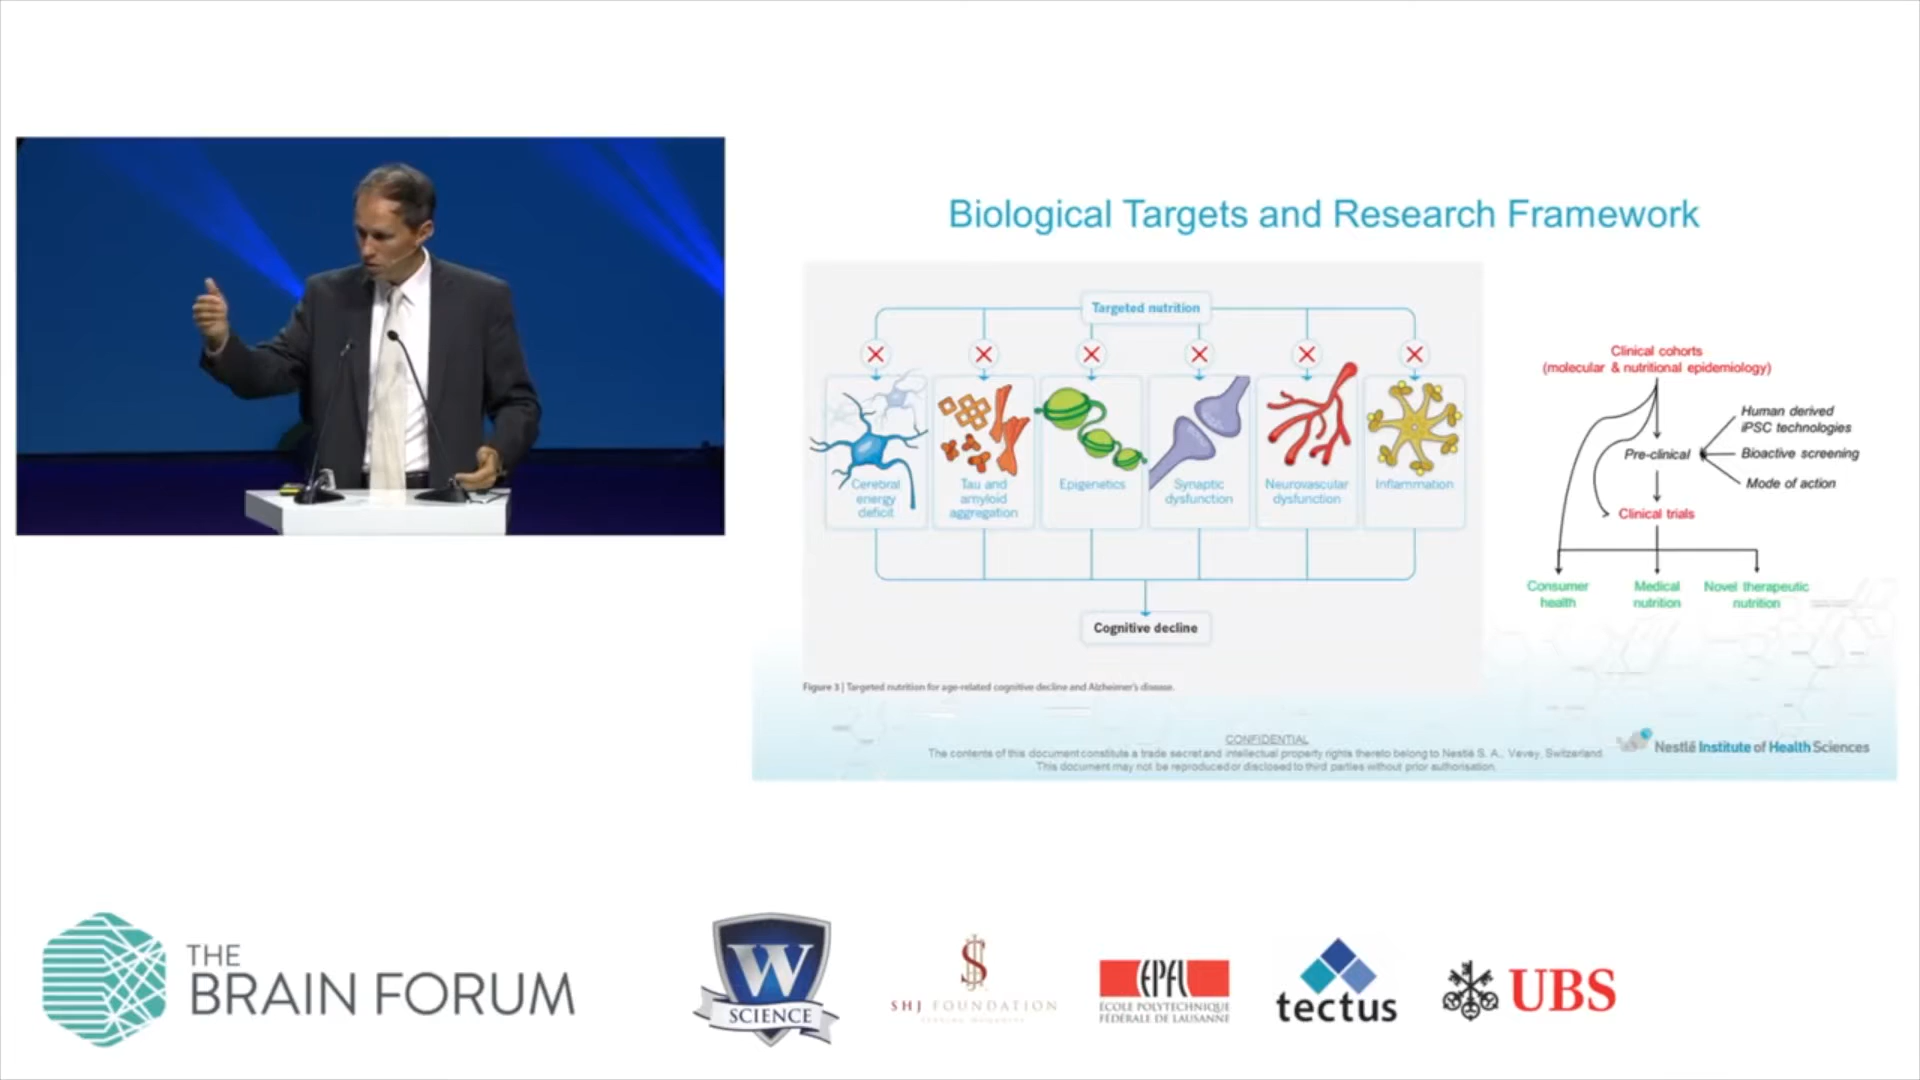 Biological Targets and Research Framework
Targeted nutrition
Cerebral
energy
deficit
Tau and
amyloid
aggregation
Epigenetics
Synaptic
dysfunction
Neurovascular
dysfunction
Inflammation
Cognitive decline
Figure 3 | Targeted nutrition for age-related cognitive decline and Alzheimer's disease.
Clinical cohorts
(molecular & nutritional epidemiology)
Human derived
iPSC technologies
Pre-clinical
Bioactive screening
Mode of action
Clinical trials
Consumer
health
Medical
nutrition
Novel therapeutic
nutrition
CONFIDENTIAL
The contents of this document constitute a trade secret and intellectual property rights thereto belong to Nestlé S. A., Vevey, Switzerland.
This document may not be reproduced or disclosed to third parties without prior authorisation.
Nestlé Institute of Health Sciences
THE
BRAIN FORUM
W
SCIENCE
SHJ FOUNDATION
EPFL
ÉCOLE POLYTECHNIQUE
FÉDÉRALE DE LAUSANNE
tectus
UBS